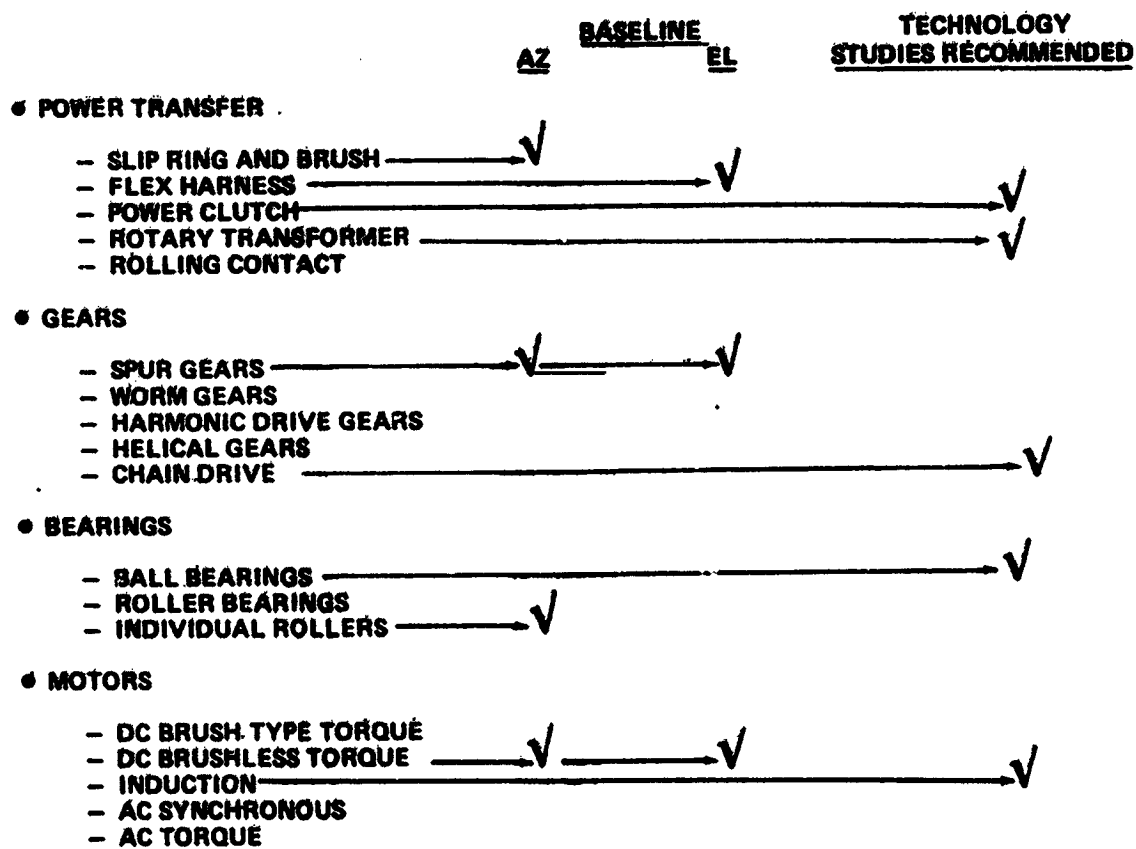 BASELINE
TECHNOLOGY
AZ EL STUDIES RECOMMENDED
• POWER TRANSFER
– SLIP RING AND BRUSH √
– FLEX HARNESS √
– POWER CLUTCH √
– ROTARY TRANSFORMER √
– ROLLING CONTACT
• GEARS
– SPUR GEARS √ √
– WORM GEARS
– HARMONIC DRIVE GEARS
– HELICAL GEARS
– CHAIN DRIVE √
• BEARINGS
– BALL BEARINGS √
– ROLLER BEARINGS
– INDIVIDUAL ROLLERS √
• MOTORS
– DC BRUSH TYPE TORQUE
– DC BRUSHLESS TORQUE √ √
– INDUCTION √
– AC SYNCHRONOUS
– AC TORQUE